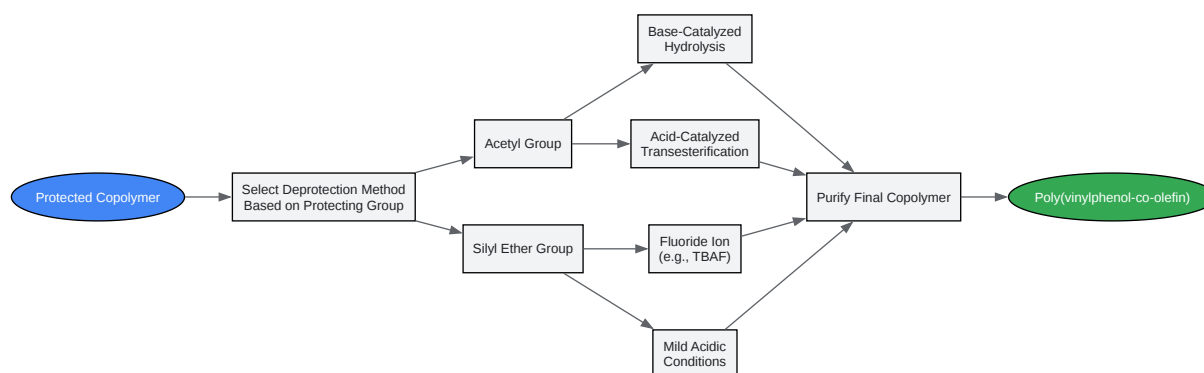 Protected Copolymer
Select Deprotection Method
Based on Protecting Group
Acetyl Group
Silyl Ether Group
Base-Catalyzed
Hydrolysis
Acid-Catalyzed
Transesterification
Fluoride Ion
(e.g., TBAF)
Mild Acidic
Conditions
Purify Final Copolymer
Poly(vinylphenol-co-olefin)